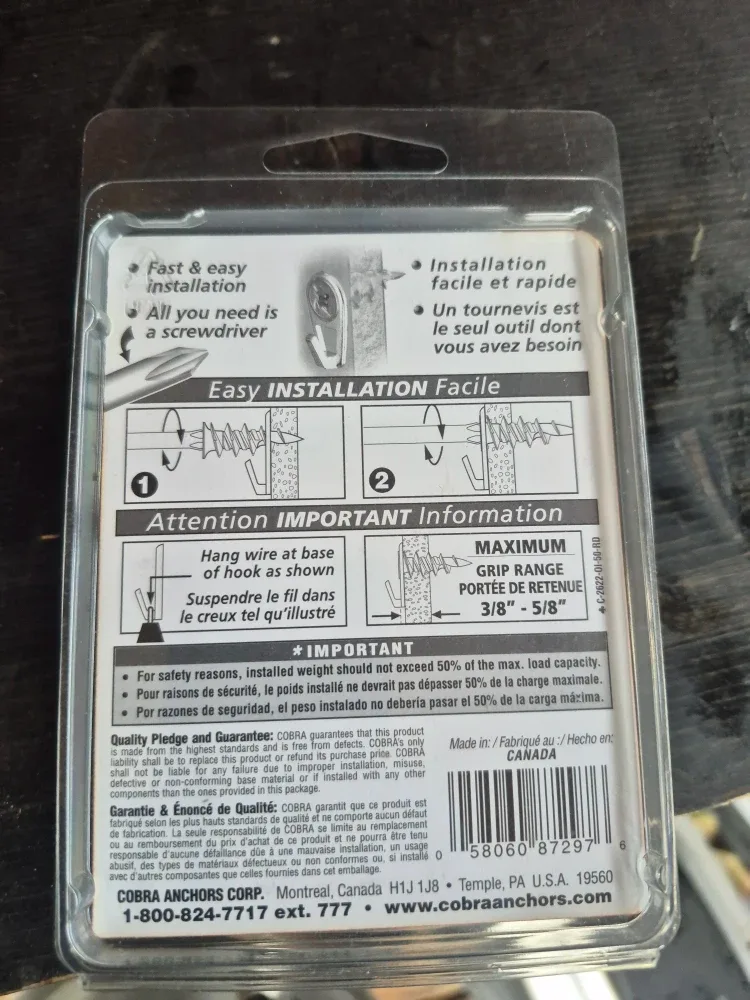 • Fast & easy
installation
• All you need is
a screwdriver
• Installation
facile et rapide
• Un tournevis est
le seul outil dont
vous avez besoin
Easy INSTALLATION Facile
1
2
Attention IMPORTANT Information
Hang wire at base
of hook as shown
Suspendre le fil dans
le creux tel qu'illustré
MAXIMUM
GRIP RANGE
PORTÉE DE RETENUE
3/8" - 5/8"
C-2622-01-50-RD
*IMPORTANT
• For safety reasons, installed weight should not exceed 50% of the max. load capacity.
• Pour raisons de sécurité, le poids installé ne devrait pas dépasser 50% de la charge maximale.
• Por razones de seguridad, el peso instalado no debería pasar el 50% de la carga máxima.
Quality Pledge and Guarantee: COBRA guarantees that this product
is made from the highest standards and is free from defects. COBRA's only
liability shall be to replace this product or refund its purchase price. COBRA
shall not be liable for any failure due to improper installation, misuse,
defective or non-conforming base material or if installed with any other
components than the ones provided in this package.
Garantie & Énoncé de Qualité: COBRA garantit que ce produit est
fabriqué selon les plus hauts standards de qualité et ne comporte aucun défaut
de fabrication. La seule responsabilité de COBRA se limite au remplacement
ou au remboursement du prix d'achat de ce produit et ne pourra être tenu
responsable d'aucune défaillance dûe à une mauvaise installation, un usage
abusif, des types de matériaux défectueux ou non conformes ou, si installé
avec d'autres composantes que celles fournies dans cet emballage.
Made in: / Fabriqué au :/ Hecho en:
CANADA
0 58060 87297 6
COBRA ANCHORS CORP. Montreal, Canada H1J 1J8 • Temple, PA U.S.A. 19560
1-800-824-7717 ext. 777 • www.cobraanchors.com